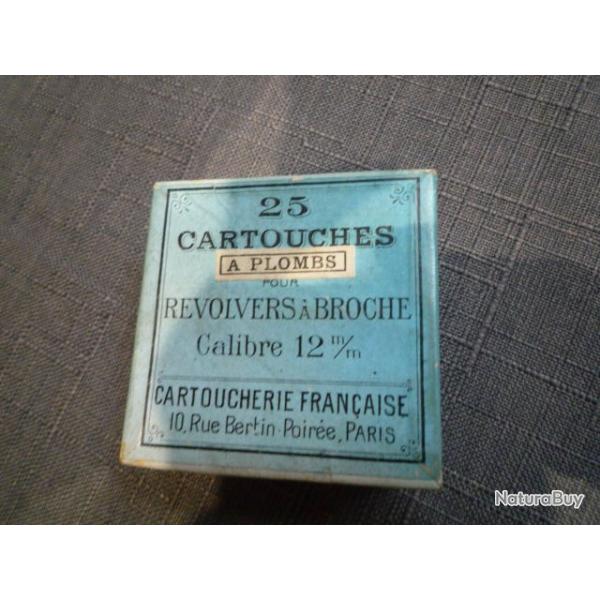 25
CARTOUCHES
A PLOMBS
POUR
REVOLVERS À BROCHE
Calibre 12 m/m
CARTOUCHERIE FRANÇAISE
10, Rue Bertin-Poirée, PARIS
NaturaBuy